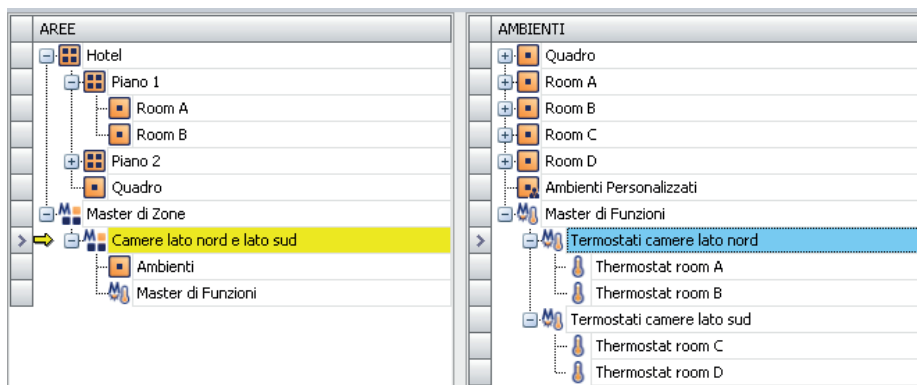 AREE
Hotel
Piano 1
Room A
Room B
Piano 2
Quadro
Master di Zone
Camere lato nord e lato sud
Ambienti
Master di Funzioni
AMBIENTI
Quadro
Room A
Room B
Room C
Room D
Ambienti Personalizzati
Master di Funzioni
Termostati camere lato nord
Thermostat room A
Thermostat room B
Termostati camere lato sud
Thermostat room C
Thermostat room D